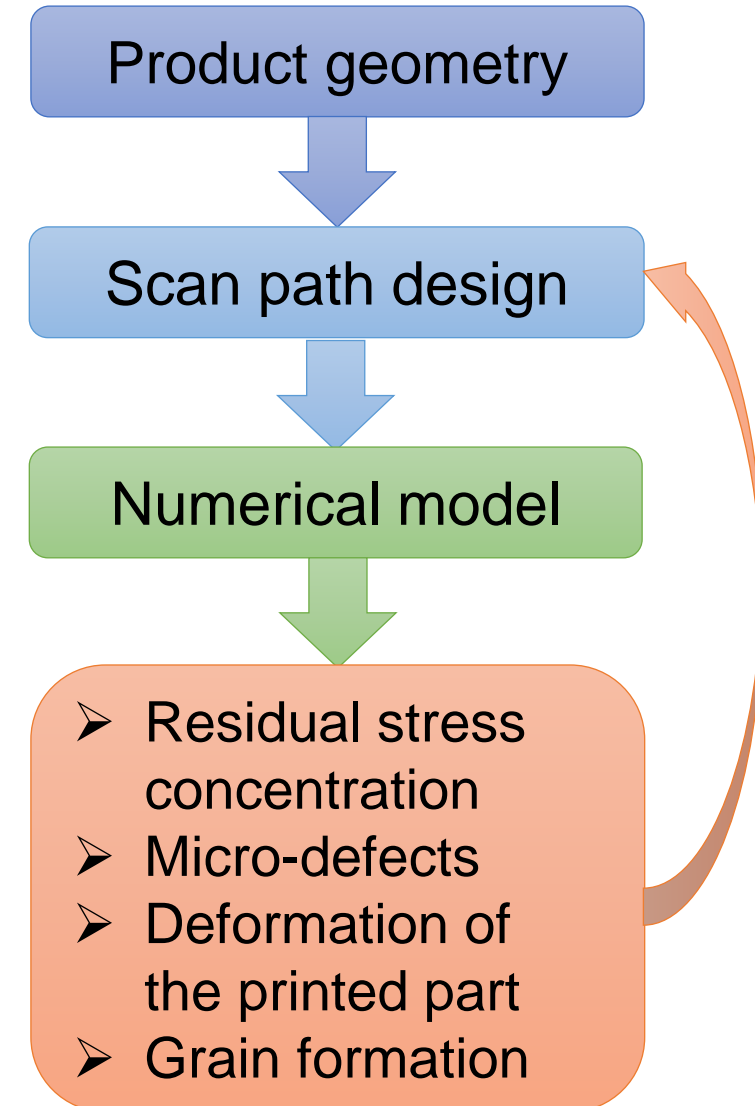 Product geometry
Scan path design
Numerical model
➢ Residual stress
concentration
➢ Micro-defects
➢ Deformation of
the printed part
➢ Grain formation